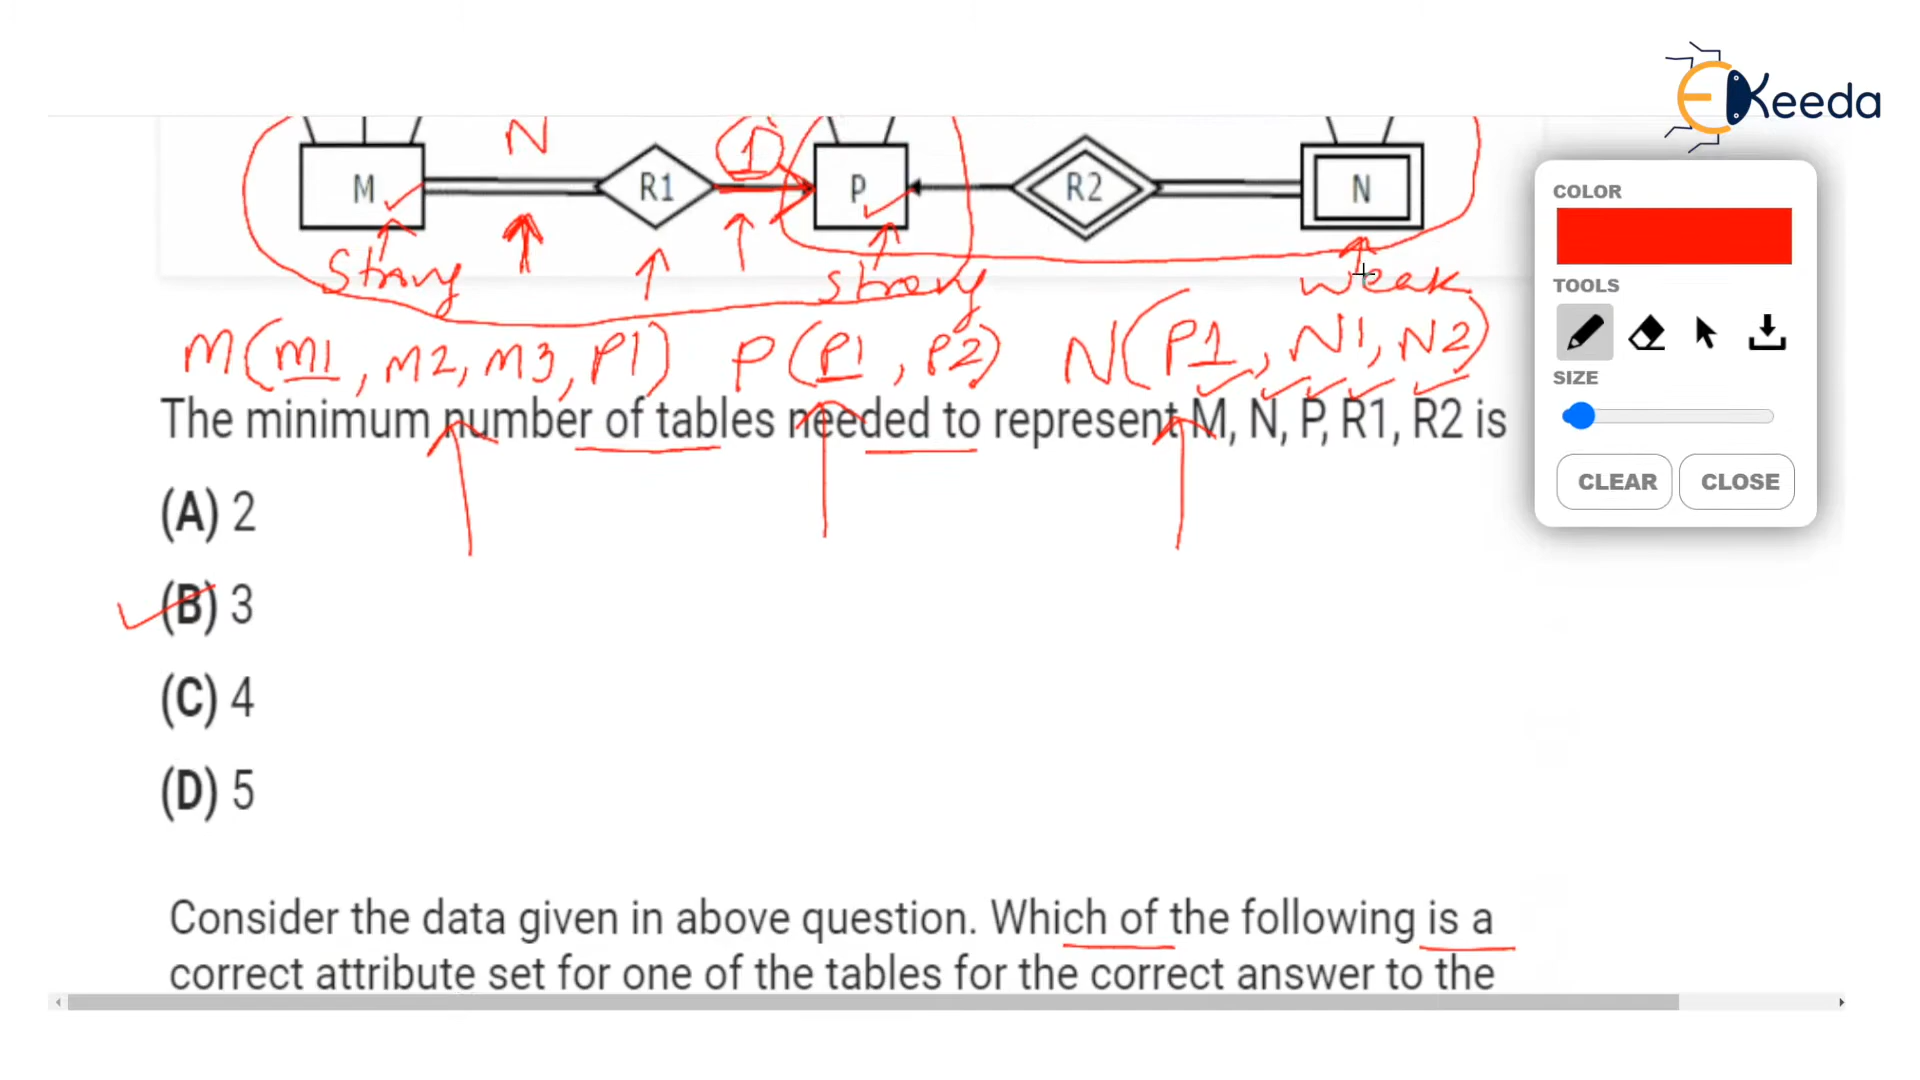 EKeeda
N
1
M
R1
P
R2
N
COLOR
Strong
strong
weak
TOOLS
M(m1, m2, m3, p1) P(P1, P2) N(P1, N1, N2)
SIZE
The minimum number of tables needed to represent M, N, P, R1, R2 is
CLEAR CLOSE
(A) 2
(B) 3
(C) 4
(D) 5
Consider the data given in above question. Which of the following is a
correct attribute set for one of the tables for the correct answer to the